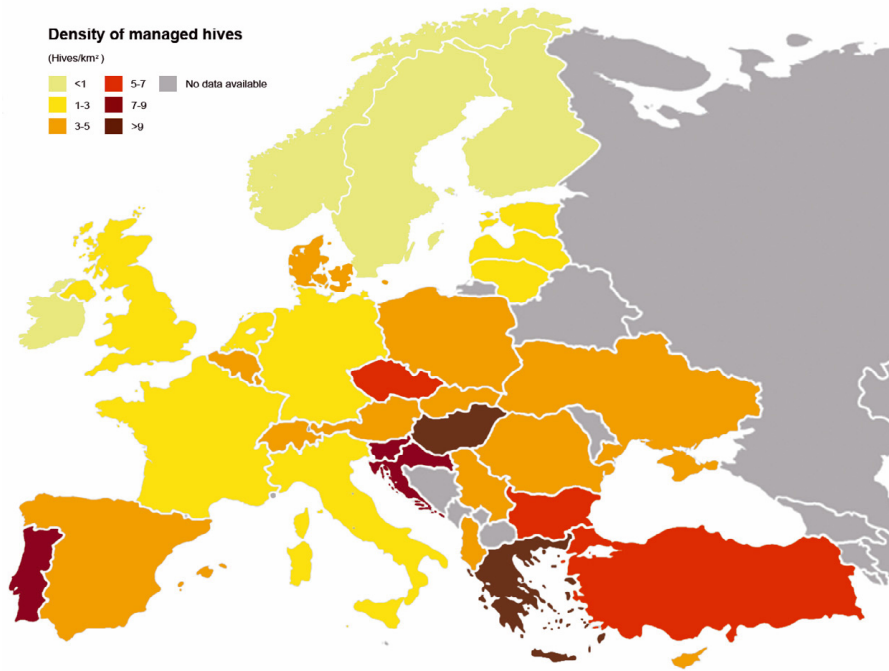 Density of managed hives
(Hives/km²)
<1 5-7 No data available
1-3 7-9
3-5 >9